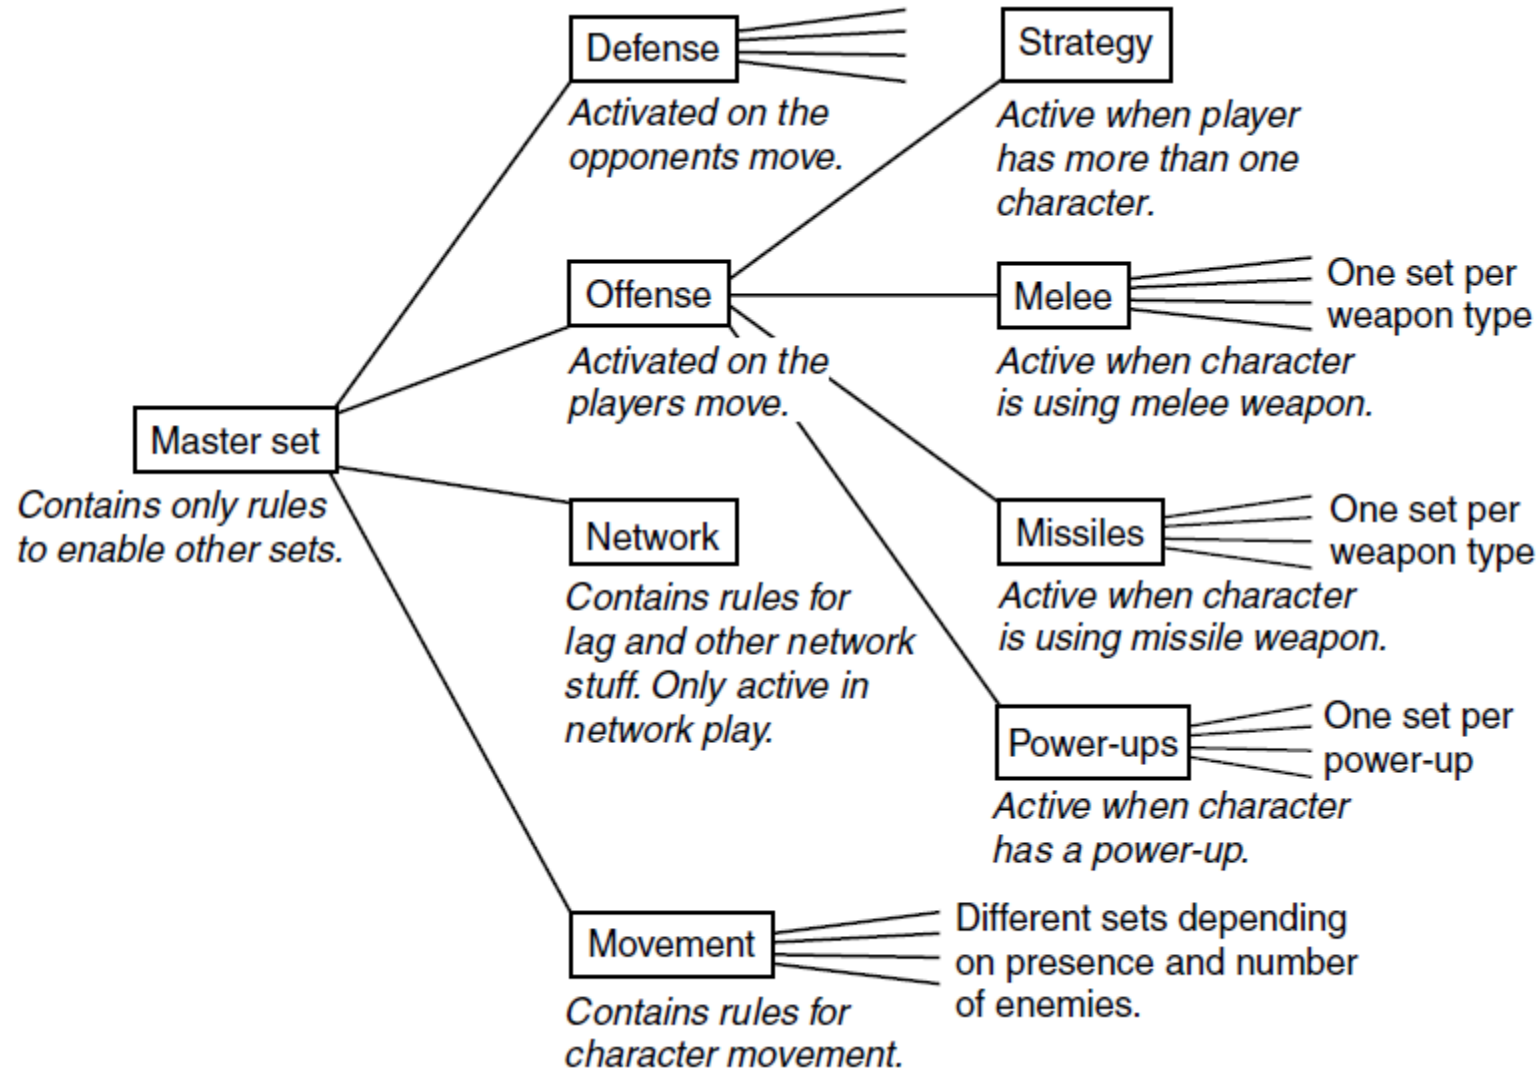 Defense
Activated on the
opponents move.
Strategy
Active when player
has more than one
character.
Offense
Activated on the
players move.
Melee
One set per
weapon type
Active when character
is using melee weapon.
Master set
Contains only rules
to enable other sets.
Network
Contains rules for
lag and other network
stuff. Only active in
network play.
Missiles
One set per
weapon type
Active when character
is using missile weapon.
Power-ups
One set per
power-up
Active when character
has a power-up.
Movement
Different sets depending
on presence and number
of enemies.
Contains rules for
character movement.